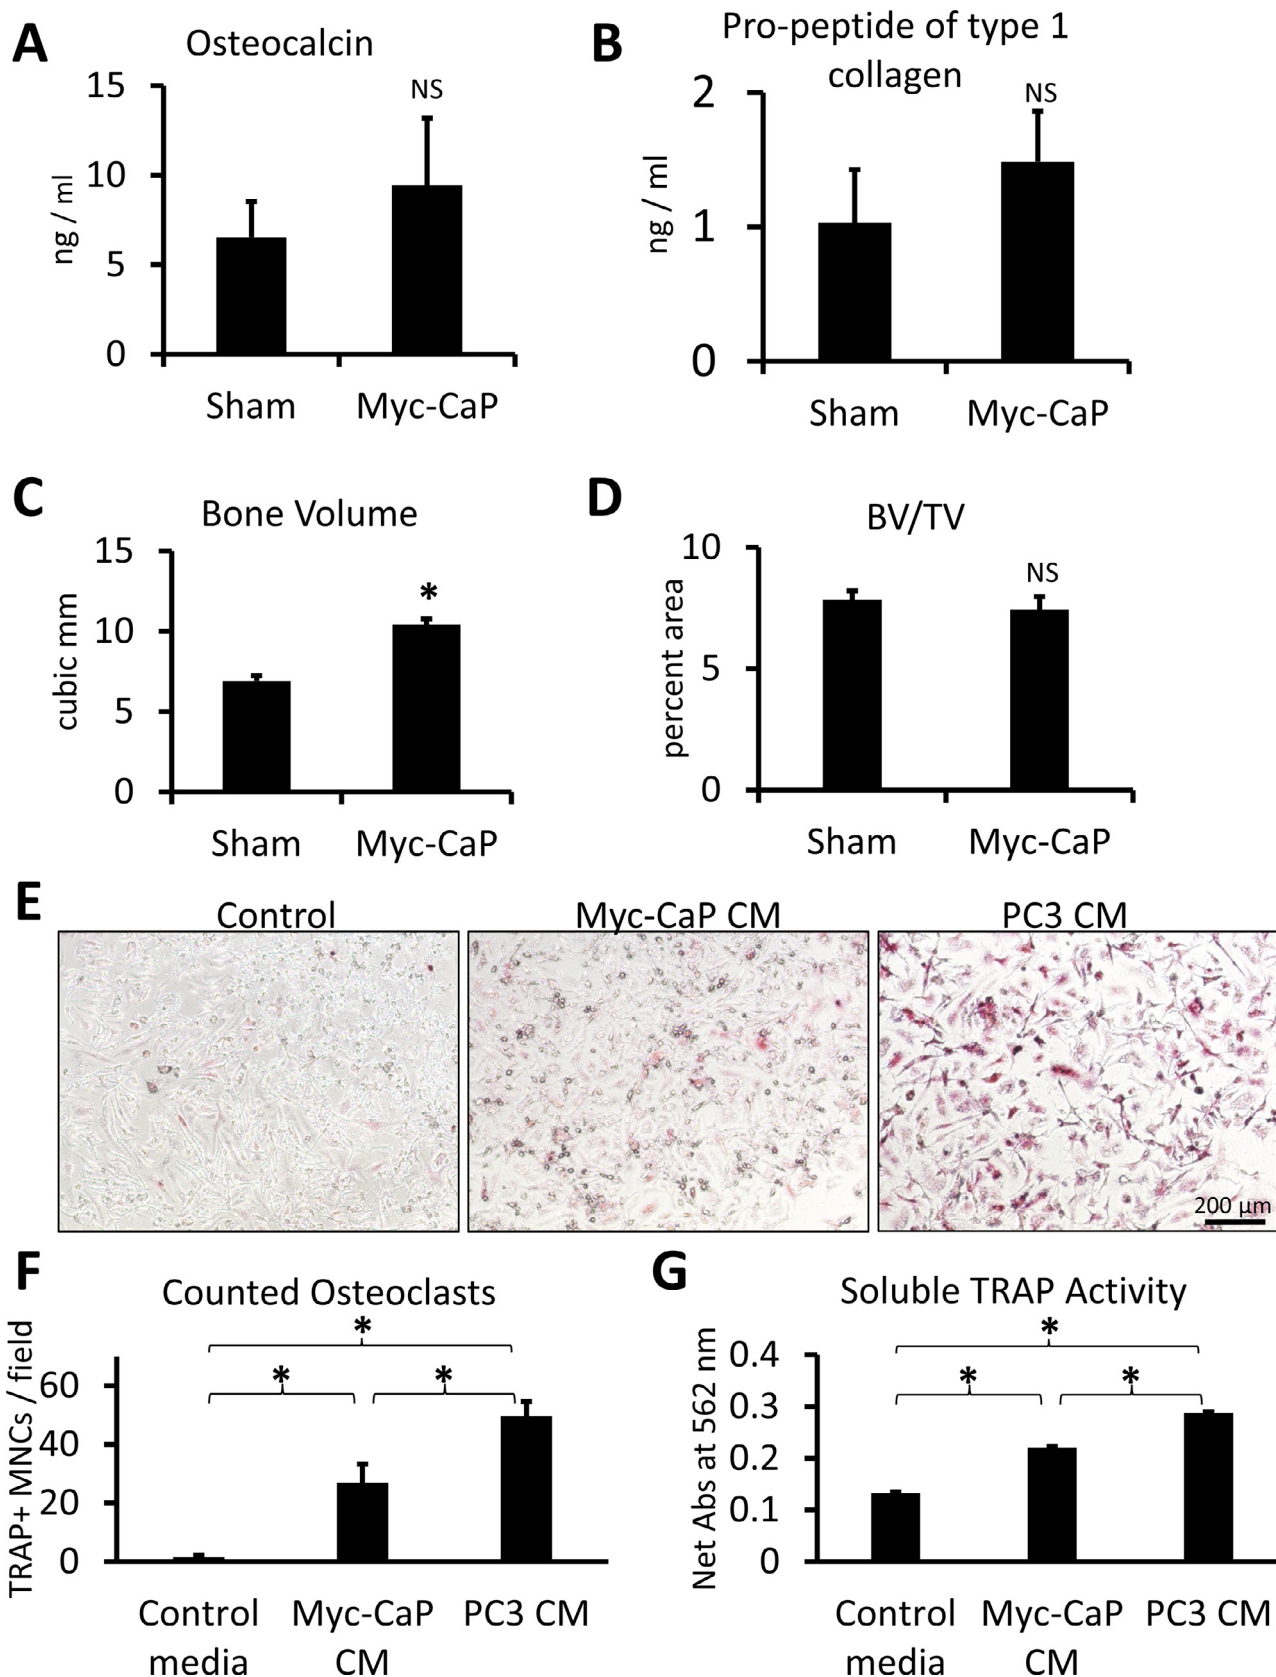 A
Osteocalcin
NS
15
10
5
0
ng / ml
Sham
Myc-CaP
B
Pro-peptide of type 1
collagen
NS
2
1
0
ng / ml
Sham
Myc-CaP
C
Bone Volume
*
15
10
5
0
cubic mm
Sham
Myc-CaP
D
BV/TV
NS
10
5
0
percent area
Sham
Myc-CaP
E
Control
Myc-CaP CM
PC3 CM
200 µm
F
Counted Osteoclasts
*
*
*
60
40
20
0
TRAP+ MNCs / field
Control
media
Myc-CaP
CM
PC3 CM
G
Soluble TRAP Activity
*
*
*
0.4
0.3
0.2
0.1
0
Net Abs at 562 nm
Control
media
Myc-CaP
CM
PC3 CM